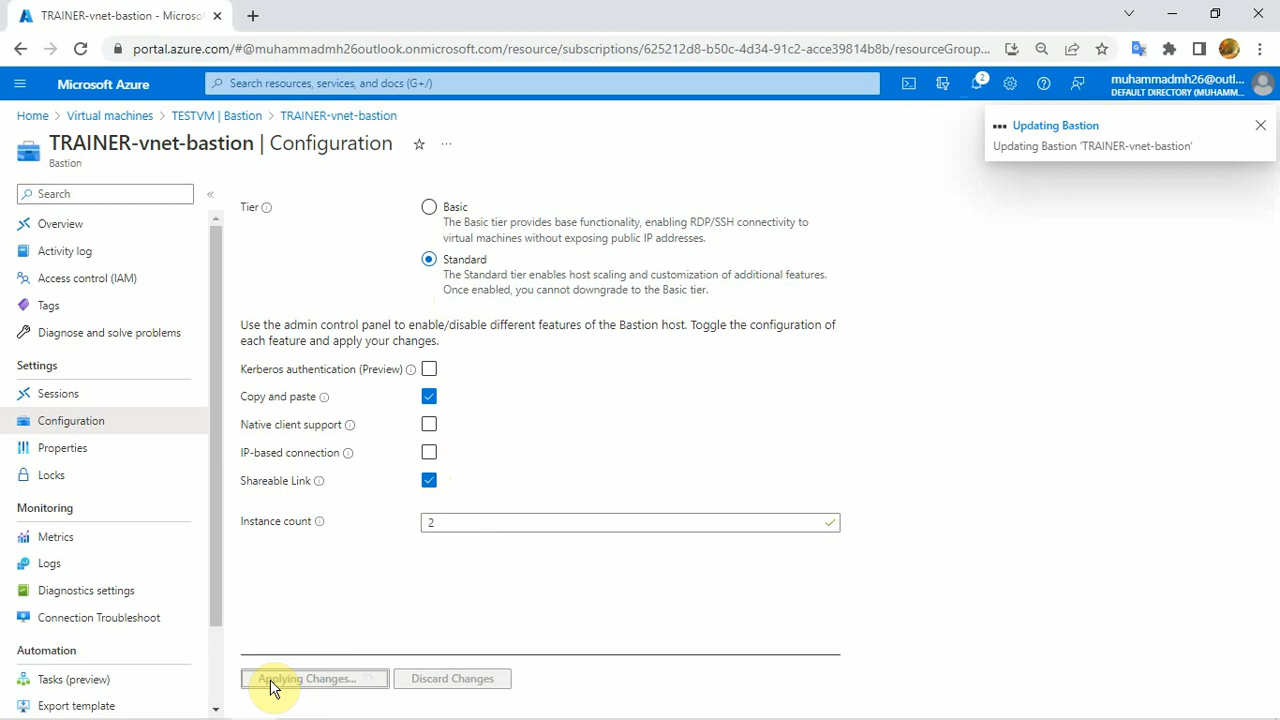 TRAINER-vnet-bastion - Microsof
portal.azure.com/#@muhammadmh26outlook.onmicrosoft.com/resource/subscriptions/625212d8-b50c-4d34-91c2-acce39814b8b/resourceGroup...
Microsoft Azure
Search resources, services, and docs (G+/)
2
muhammadmh26@outl...
DEFAULT DIRECTORY (MUHAMM...
Home > Virtual machines > TESTVM | Bastion > TRAINER-vnet-bastion
TRAINER-vnet-bastion | Configuration
Bastion
Updating Bastion
Updating Bastion 'TRAINER-vnet-bastion'
Search
Overview
Activity log
Access control (IAM)
Tags
Diagnose and solve problems
Settings
Sessions
Configuration
Properties
Locks
Monitoring
Metrics
Logs
Diagnostics settings
Connection Troubleshoot
Automation
Tasks (preview)
Export template
Tier
Basic
The Basic tier provides base functionality, enabling RDP/SSH connectivity to
virtual machines without exposing public IP addresses.
Standard
The Standard tier enables host scaling and customization of additional features.
Once enabled, you cannot downgrade to the Basic tier.
Use the admin control panel to enable/disable different features of the Bastion host. Toggle the configuration of
each feature and apply your changes.
Kerberos authentication (Preview)
Copy and paste
Native client support
IP-based connection
Shareable Link
Instance count
2
Applying Changes...
Discard Changes